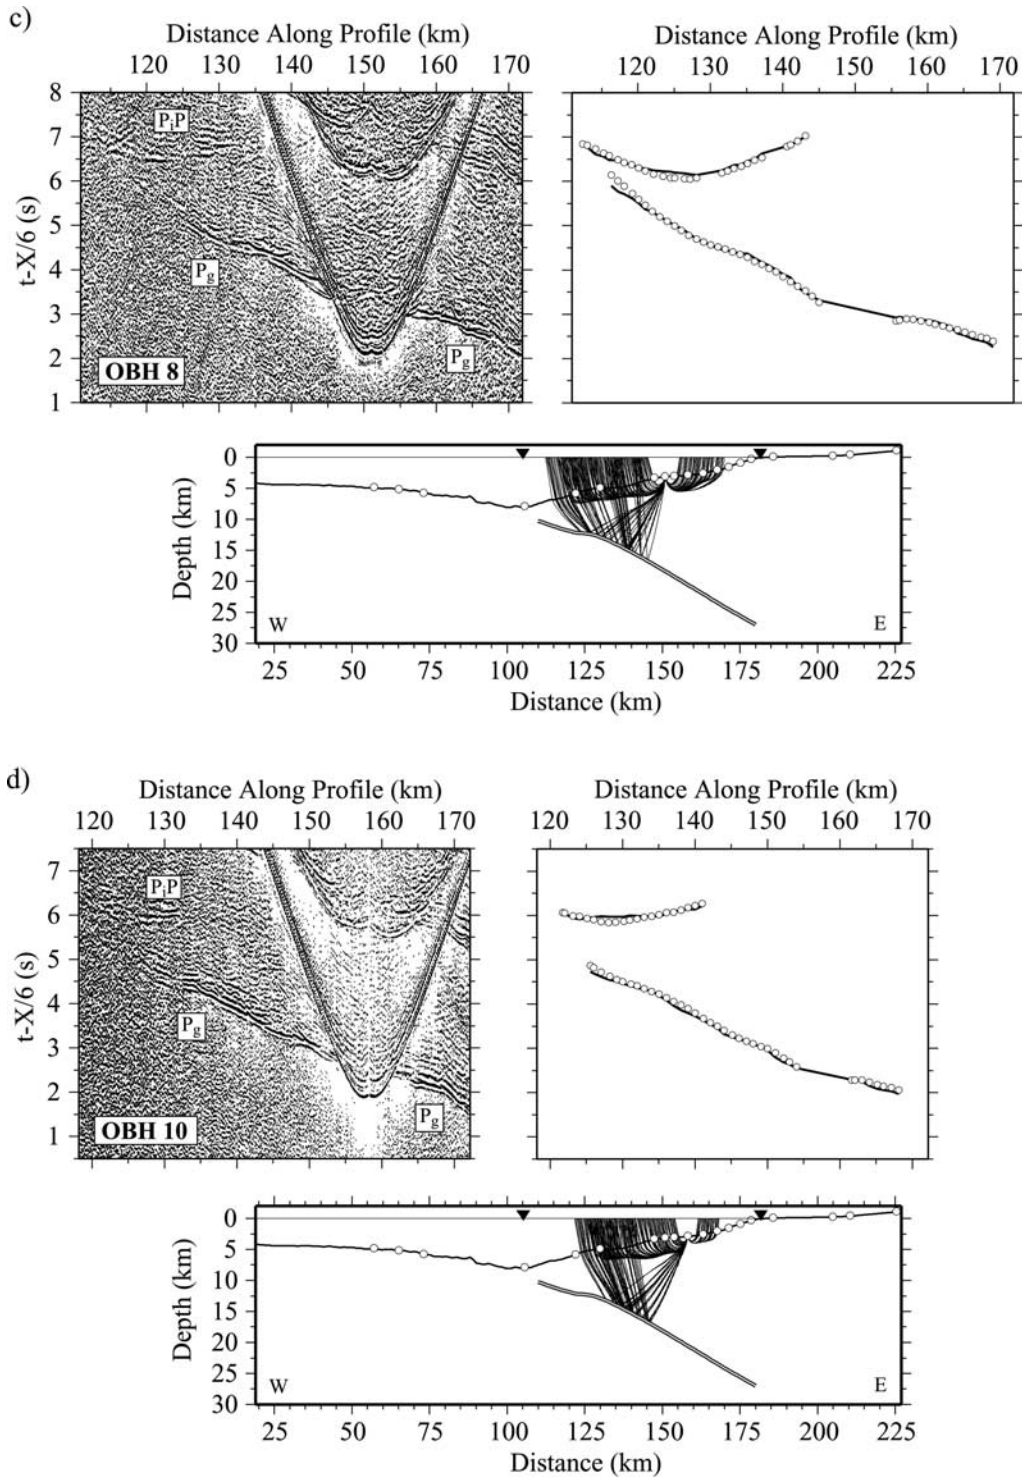 c)
Distance Along Profile (km)
120 130 140 150 160 170
Distance Along Profile (km)
120 130 140 150 160 170
t-X/6 (s)
8
7
6
5
4
3
2
1
PiP
Pg
Pg
OBH 8
Depth (km)
0
5
10
15
20
25
30
W
E
25 50 75 100 125 150 175 200 225
Distance (km)
d)
Distance Along Profile (km)
120 130 140 150 160 170
Distance Along Profile (km)
120 130 140 150 160 170
t-X/6 (s)
7
6
5
4
3
2
1
PiP
Pg
Pg
OBH 10
Depth (km)
0
5
10
15
20
25
30
W
E
25 50 75 100 125 150 175 200 225
Distance (km)